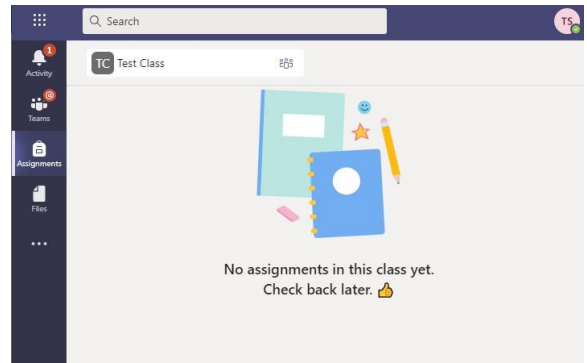 Search
TS
1
Activity
TC Test Class
@
Teams
Assignments
Files
No assignments in this class yet.
Check back later. 👍